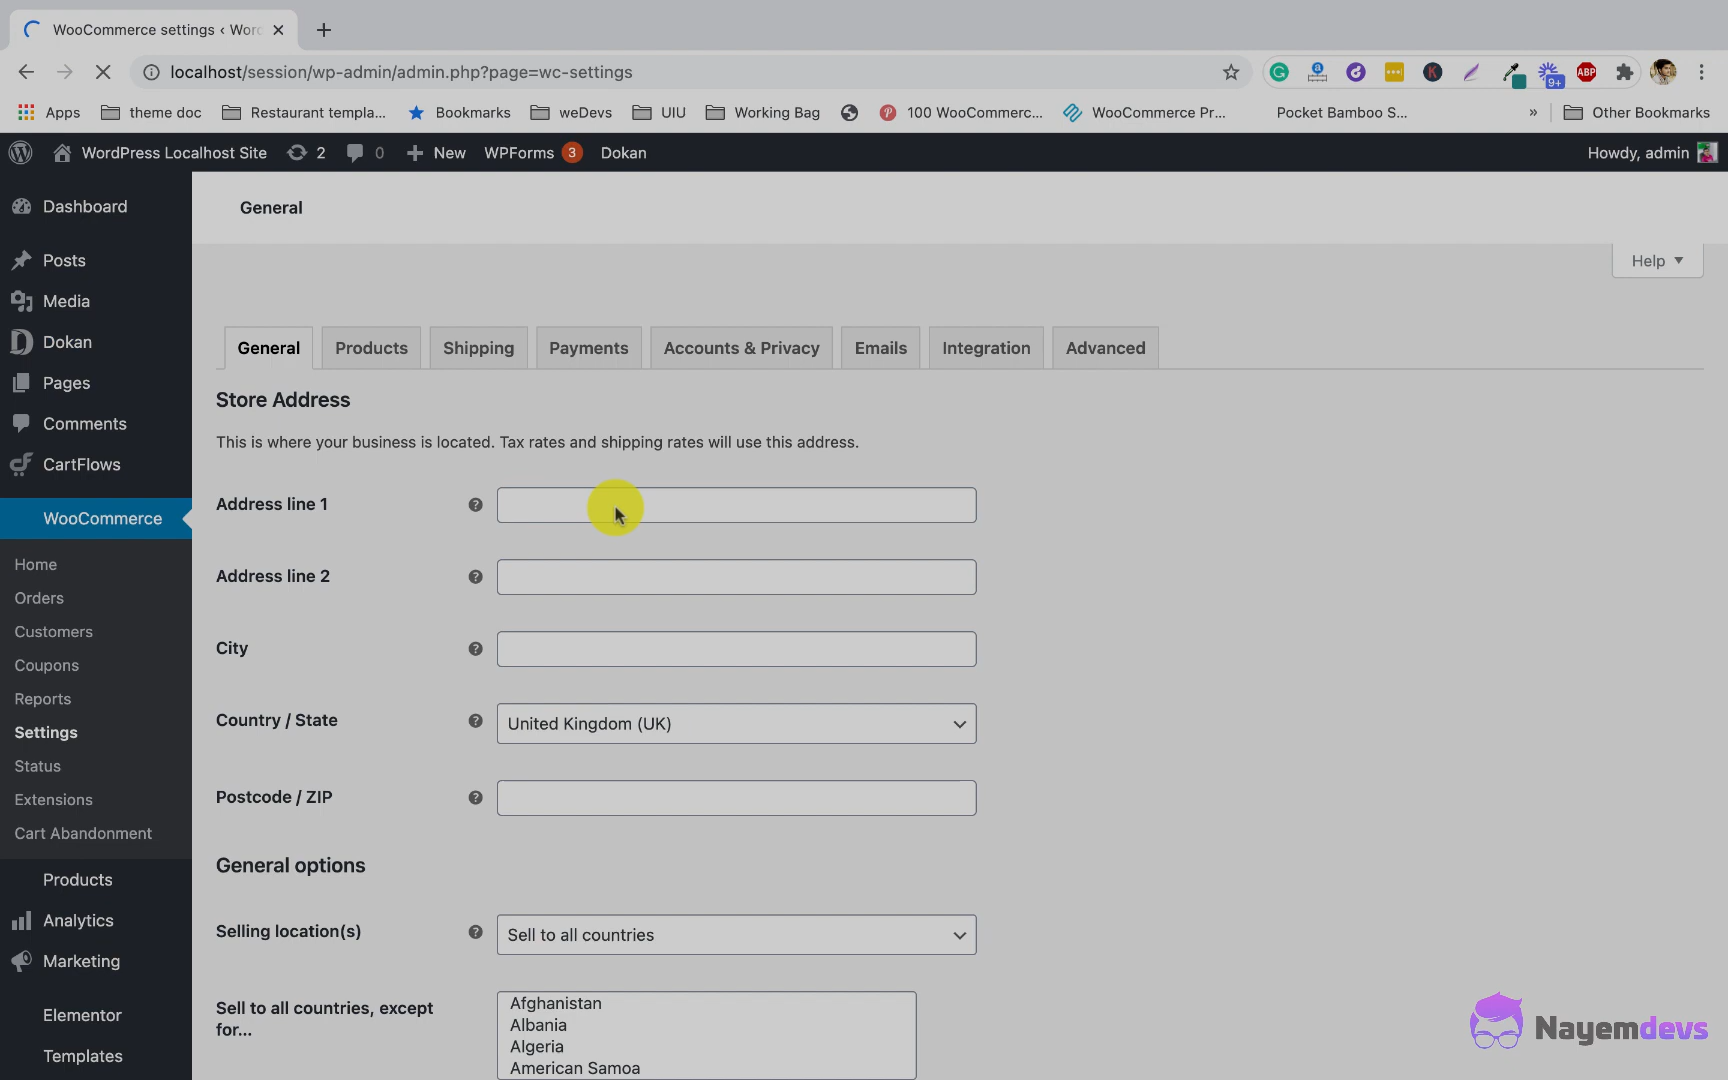 WooCommerce settings ‹ Word
localhost/session/wp-admin/admin.php?page=wc-settings
9+
ABP
Apps
theme doc
Restaurant templa...
Bookmarks
weDevs
UIU
Working Bag
100 WooCommerc...
WooCommerce Pr...
Pocket Bamboo S...
»
Other Bookmarks
WordPress Localhost Site
2
0
New
WPForms 3
Dokan
Howdy, admin
Dashboard
Posts
Media
Dokan
Pages
Comments
CartFlows
WooCommerce
Home
Orders
Customers
Coupons
Reports
Settings
Status
Extensions
Cart Abandonment
Products
Analytics
Marketing
Elementor
Templates
General
Help
General
Products
Shipping
Payments
Accounts & Privacy
Emails
Integration
Advanced
Store Address
This is where your business is located. Tax rates and shipping rates will use this address.
Address line 1
Address line 2
City
Country / State
United Kingdom (UK)
Postcode / ZIP
General options
Selling location(s)
Sell to all countries
Sell to all countries, except
for...
Afghanistan
Albania
Algeria
American Samoa
Nayemdevs